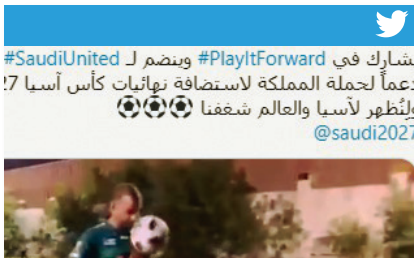 يشارك في #PlayItForward وينضم لـ #SaudiUnited
دعماً لحملة المملكة لاستضافة نهائيات كأس آسيا 27
ولنُظهر لآسيا والعالم شغفنا ⚽⚽⚽
@saudi2027